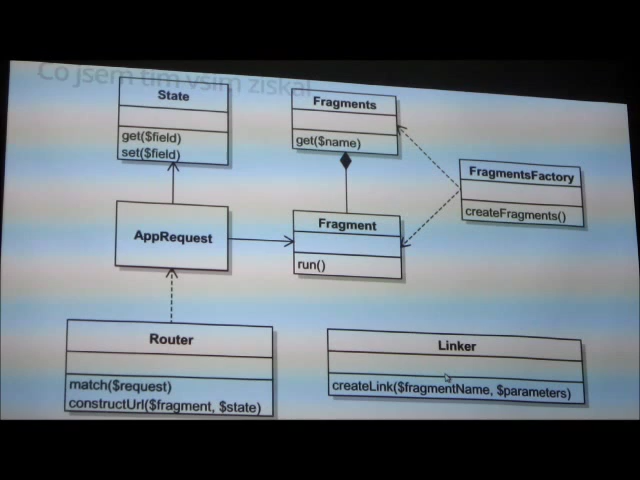 Co jsem tím vším získal
State
get($field)
set($field)
Fragments
get($name)
FragmentsFactory
createFragments()
AppRequest
Fragment
run()
Router
match($request)
constructUrl($fragment, $state)
Linker
createLink($fragmentName, $parameters)